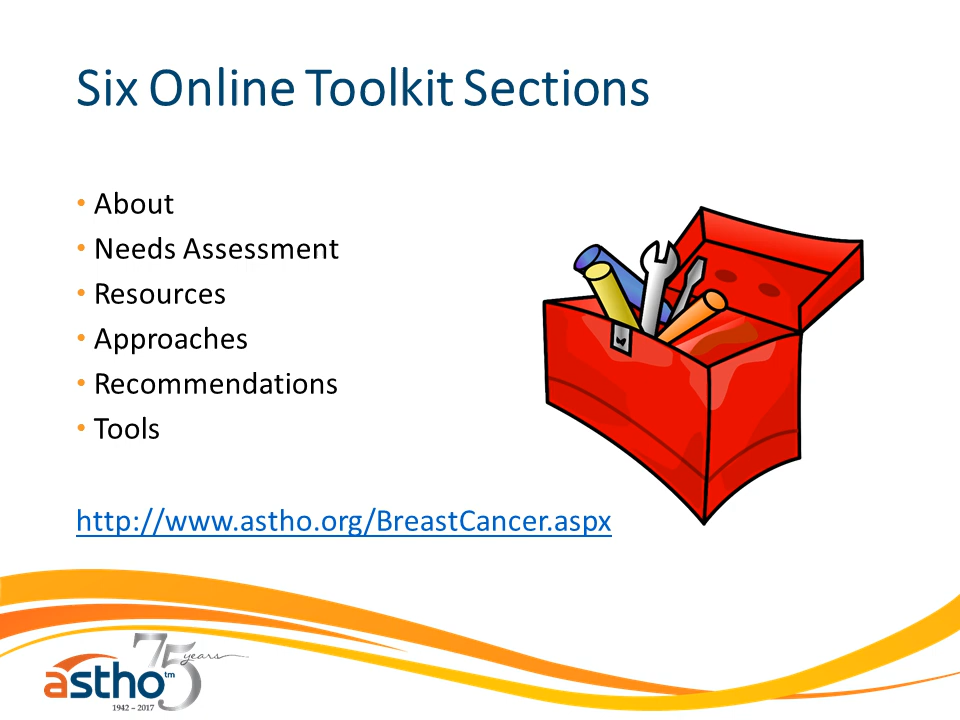 Six Online Toolkit Sections
• About
• Needs Assessment
• Resources
• Approaches
• Recommendations
• Tools
http://www.astho.org/BreastCancer.aspx
75 years
astho™
1942 – 2017